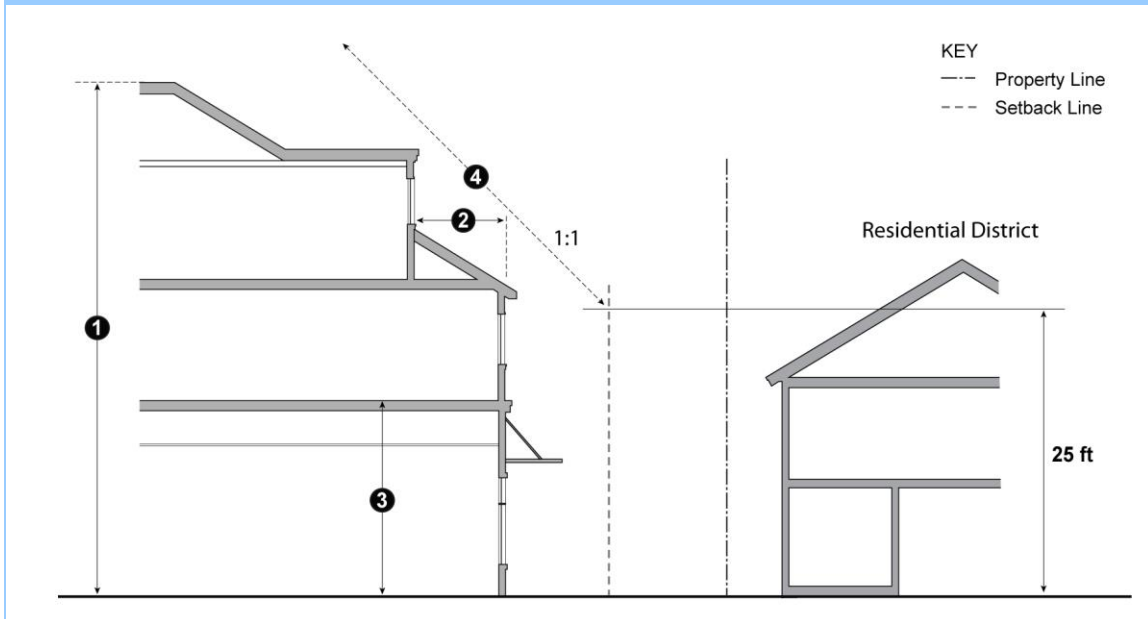 KEY
Property Line
Setback Line
4
2
1:1
Residential District
1
25 ft
3